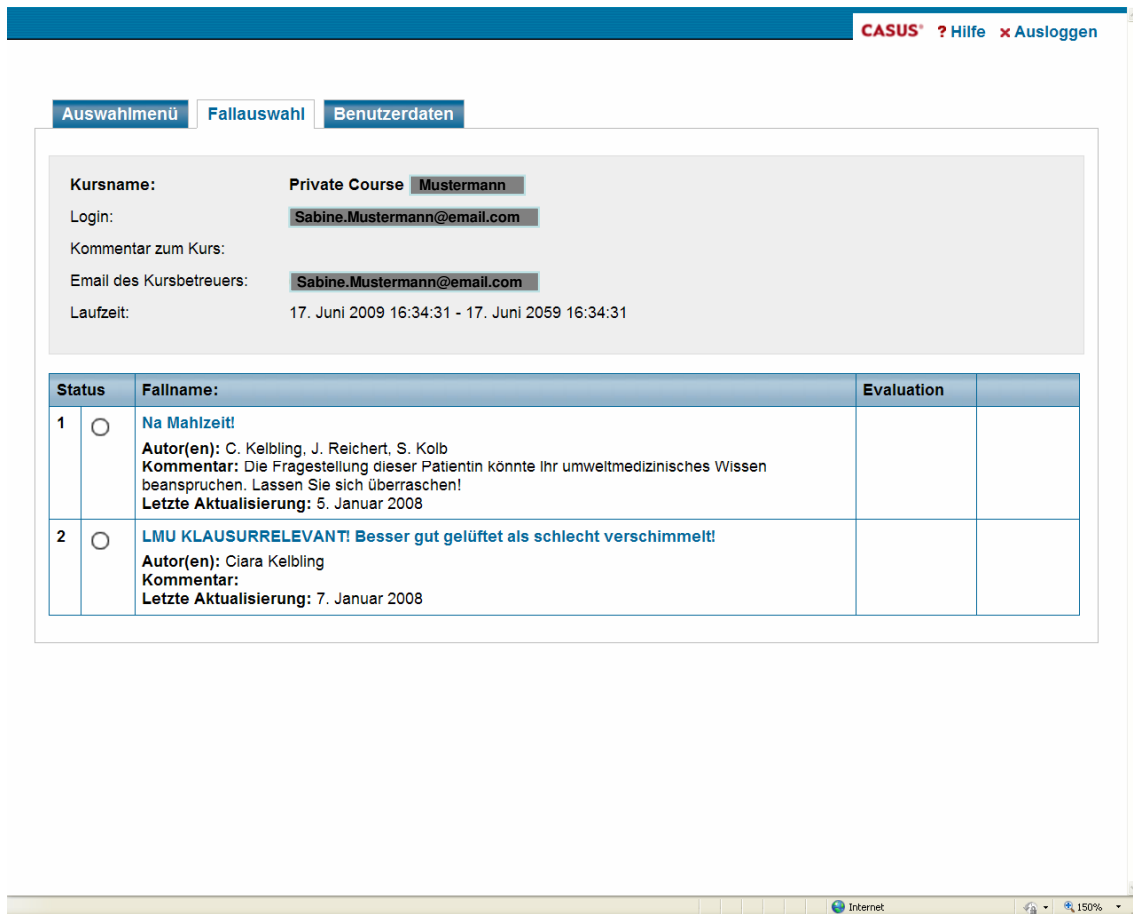 CASUS® ? Hilfe x Ausloggen
Auswahlmenü Fallauswahl Benutzerdaten
Kursname: Private Course Mustermann
Login: Sabine.Mustermann@email.com
Kommentar zum Kurs:
Email des Kursbetreuers: Sabine.Mustermann@email.com
Laufzeit: 17. Juni 2009 16:34:31 - 17. Juni 2059 16:34:31
Status Fallname: Evaluation
1 Na Mahlzeit!
Autor(en): C. Kelbling, J. Reichert, S. Kolb
Kommentar: Die Fragestellung dieser Patientin könnte Ihr umweltmedizinisches Wissen
beanspruchen. Lassen Sie sich überraschen!
Letzte Aktualisierung: 5. Januar 2008
2 LMU KLAUSURRELEVANT! Besser gut gelüftet als schlecht verschimmelt!
Autor(en): Ciara Kelbling
Kommentar:
Letzte Aktualisierung: 7. Januar 2008
Internet 150%